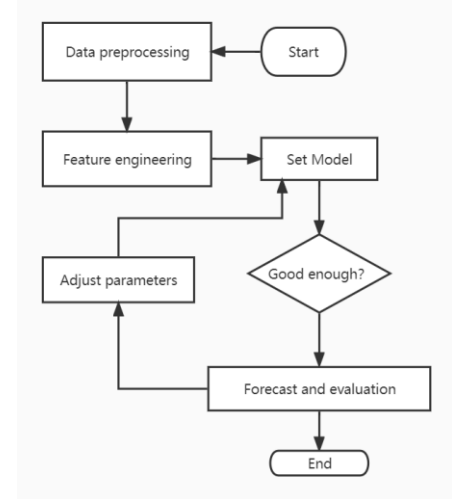 Start
Data preprocessing
Feature engineering
Set Model
Good enough?
Adjust parameters
Forecast and evaluation
End